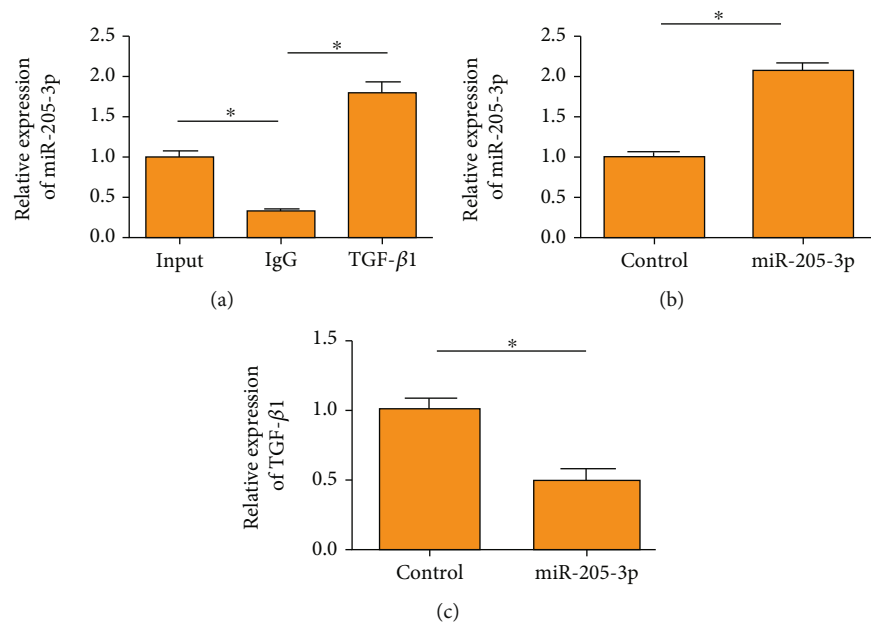 *
*
2.5
2.0
1.5
1.0
0.5
0.0
Relative expression
of miR-205-3p
Input IgG TGF-β1
(a)
*
2.5
2.0
1.5
1.0
0.5
0.0
Relative expression
of miR-205-3p
Control miR-205-3p
(b)
*
1.5
1.0
0.5
0.0
Relative expression
of TGF-β1
Control miR-205-3p
(c)